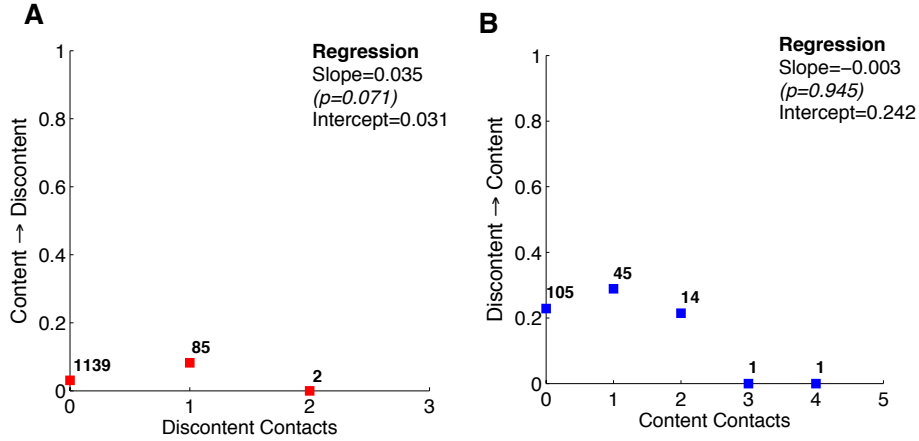 A
Regression
Slope=0.035
(p=0.071)
Intercept=0.031
Content → Discontent
1
0.8
0.6
0.4
0.2
0
1139
85
2
0 1 2 3
Discontent Contacts
B
Regression
Slope=−0.003
(p=0.945)
Intercept=0.242
Discontent → Content
1
0.8
0.6
0.4
0.2
0
105
45
14
1
1
0 1 2 3 4 5
Content Contacts